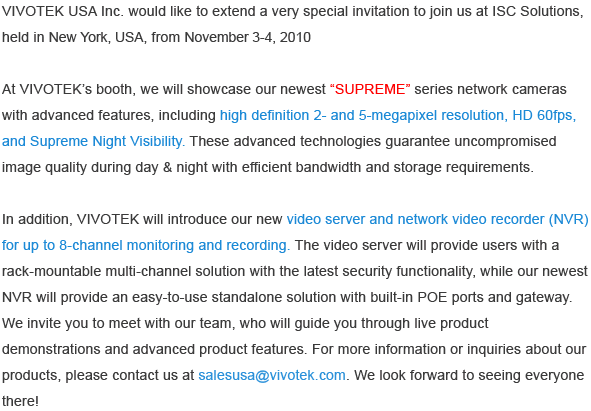 VIVOTEK USA Inc. would like to extend a very special invitation to join us at ISC Solutions,
held in New York, USA, from November 3-4, 2010
At VIVOTEK's booth, we will showcase our newest “SUPREME” series network cameras
with advanced features, including high definition 2- and 5-megapixel resolution, HD 60fps,
and Supreme Night Visibility. These advanced technologies guarantee uncompromised
image quality during day & night with efficient bandwidth and storage requirements.
In addition, VIVOTEK will introduce our new video server and network video recorder (NVR)
for up to 8-channel monitoring and recording. The video server will provide users with a
rack-mountable multi-channel solution with the latest security functionality, while our newest
NVR will provide an easy-to-use standalone solution with built-in POE ports and gateway.
We invite you to meet with our team, who will guide you through live product
demonstrations and advanced product features. For more information or inquiries about our
products, please contact us at salesusa@vivotek.com. We look forward to seeing everyone
there!